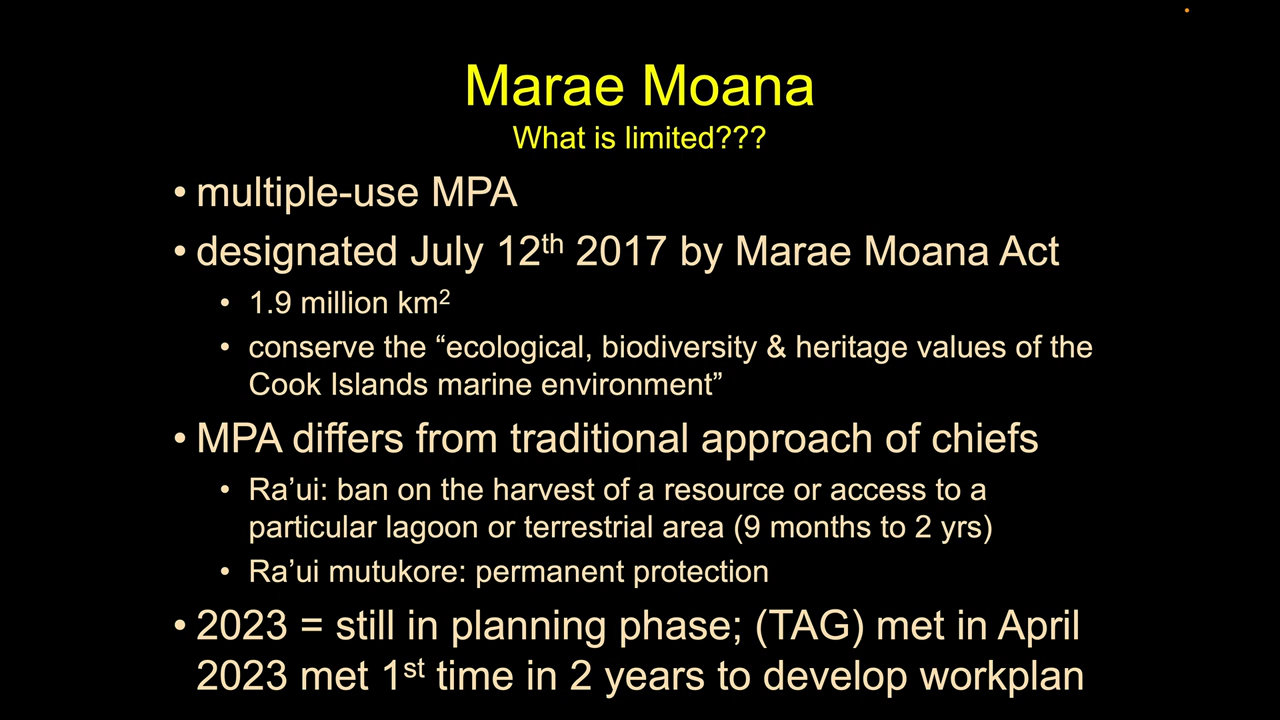 Marae Moana
What is limited???
• multiple-use MPA
• designated July 12th 2017 by Marae Moana Act
• 1.9 million km²
• conserve the “ecological, biodiversity & heritage values of the
Cook Islands marine environment”
• MPA differs from traditional approach of chiefs
• Ra’ui: ban on the harvest of a resource or access to a
particular lagoon or terrestrial area (9 months to 2 yrs)
• Ra’ui mutukore: permanent protection
• 2023 = still in planning phase; (TAG) met in April
2023 met 1st time in 2 years to develop workplan